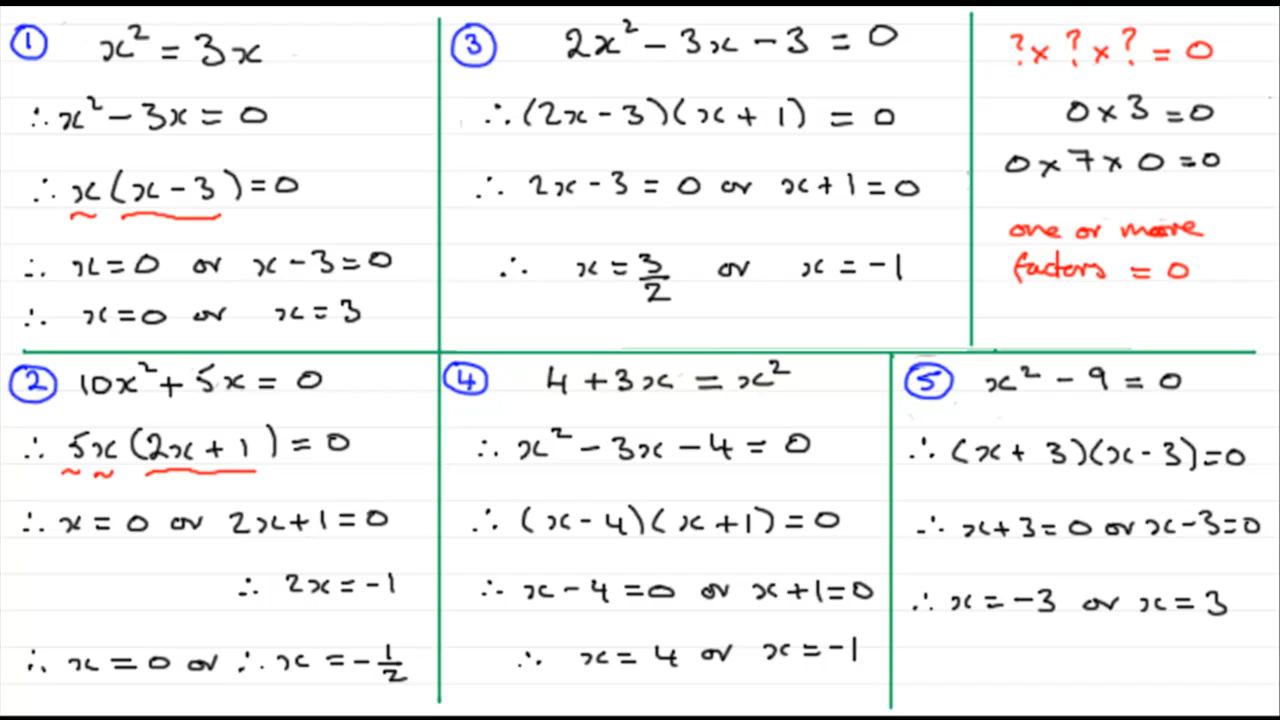 ① x² = 3x
∴ x² − 3x = 0
∴ x(x − 3) = 0
∴ x = 0 or x − 3 = 0
∴ x = 0 or x = 3
② 10x² + 5x = 0
∴ 5x(2x + 1) = 0
∴ x = 0 or 2x + 1 = 0
∴ 2x = −1
∴ x = 0 or ∴ x = −1/2
③ 2x² − 3x − 3 = 0
∴ (2x − 3)(x + 1) = 0
∴ 2x − 3 = 0 or x + 1 = 0
∴ x = 3/2 or x = −1
④ 4 + 3x = x²
∴ x² − 3x − 4 = 0
∴ (x − 4)(x + 1) = 0
∴ x − 4 = 0 or x + 1 = 0
∴ x = 4 or x = −1
? × ? × ? = 0
0 × 3 = 0
0 × 7 × 0 = 0
one or more
factors = 0
⑤ x² − 9 = 0
∴ (x + 3)(x − 3) = 0
∴ x + 3 = 0 or x − 3 = 0
∴ x = −3 or x = 3